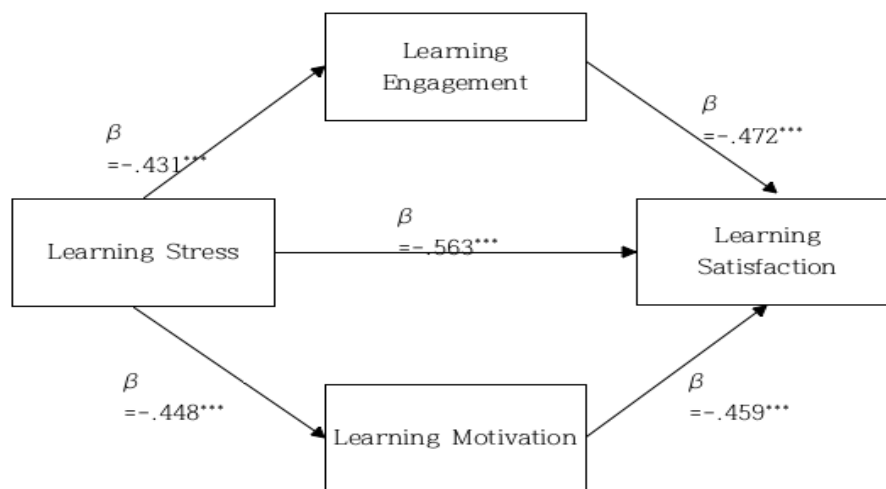 Learning
Engagement
β
=-.431***
β
=-.472***
Learning Stress
β
=-.563***
Learning
Satisfaction
β
=-.448***
Learning Motivation
β
=-.459***